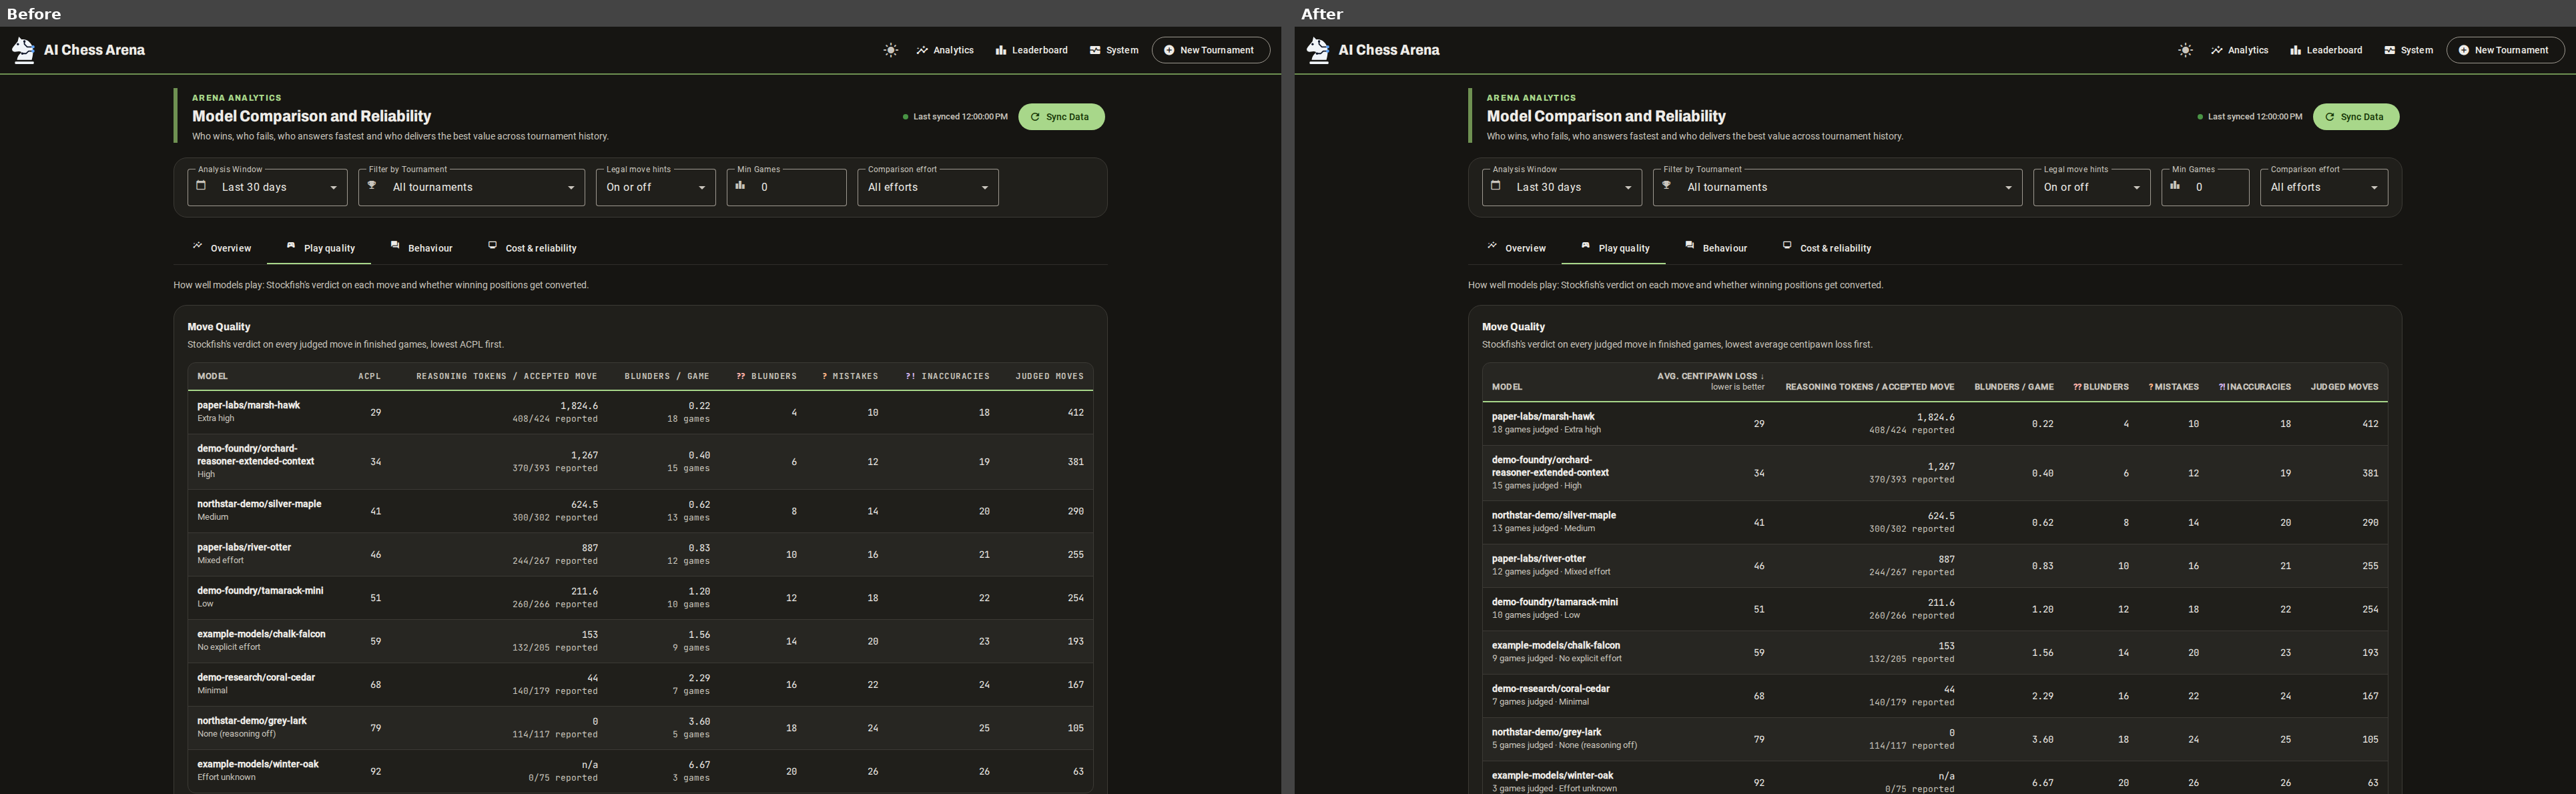 Before
AI Chess Arena
Analytics
Leaderboard
System
New Tournament
ARENA ANALYTICS
Model Comparison and Reliability
Who wins, who fails, who answers fastest and who delivers the best value across tournament history.
Last synced 12:00:00 PM
Sync Data
Analysis Window
Last 30 days
Filter by Tournament
All tournaments
Legal move hints
On or off
Min Games
0
Comparison effort
All efforts
Overview
Play quality
Behaviour
Cost & reliability
How well models play: Stockfish's verdict on each move and whether winning positions get converted.
Move Quality
Stockfish's verdict on every judged move in finished games, lowest ACPL first.
MODEL ACPL REASONING TOKENS / ACCEPTED MOVE BLUNDERS / GAME ?? BLUNDERS ? MISTAKES ?! INACCURACIES JUDGED MOVES
paper-labs/marsh-hawk 29 1,824.6 0.22 4 10 18 412
Extra high 408/424 reported 18 games
demo-foundry/orchard-
reasoner-extended-context 34 1,267 0.40 6 12 19 381
High 370/393 reported 15 games
northstar-demo/silver-maple 41 624.5 0.62 8 14 20 290
Medium 300/302 reported 13 games
paper-labs/river-otter 46 887 0.83 10 16 21 255
Mixed effort 244/267 reported 12 games
demo-foundry/tamarack-mini 51 211.6 1.20 12 18 22 254
Low 260/266 reported 10 games
example-models/chalk-falcon 59 153 1.56 14 20 23 193
No explicit effort 132/205 reported 9 games
demo-research/coral-cedar 68 44 2.29 16 22 24 167
Minimal 140/179 reported 7 games
northstar-demo/grey-lark 79 0 3.60 18 24 25 105
None (reasoning off) 114/117 reported 5 games
example-models/winter-oak 92 n/a 6.67 20 26 26 63
Effort unknown 0/75 reported 3 games
After
AI Chess Arena
Analytics
Leaderboard
System
New Tournament
ARENA ANALYTICS
Model Comparison and Reliability
Who wins, who fails, who answers fastest and who delivers the best value across tournament history.
Last synced 12:00:00 PM
Sync Data
Analysis Window
Last 30 days
Filter by Tournament
All tournaments
Legal move hints
On or off
Min Games
0
Comparison effort
All efforts
Overview
Play quality
Behaviour
Cost & reliability
How well models play: Stockfish's verdict on each move and whether winning positions get converted.
Move Quality
Stockfish's verdict on every judged move in finished games, lowest average centipawn loss first.
MODEL AVG. CENTIPAWN LOSS ↓ REASONING TOKENS / ACCEPTED MOVE BLUNDERS / GAME ?? BLUNDERS ? MISTAKES ?! INACCURACIES JUDGED MOVES
lower is better
paper-labs/marsh-hawk 29 1,824.6 0.22 4 10 18 412
18 games judged · Extra high 408/424 reported
demo-foundry/orchard-
reasoner-extended-context 34 1,267 0.40 6 12 19 381
15 games judged · High 370/393 reported
northstar-demo/silver-maple 41 624.5 0.62 8 14 20 290
13 games judged · Medium 300/302 reported
paper-labs/river-otter 46 887 0.83 10 16 21 255
12 games judged · Mixed effort 244/267 reported
demo-foundry/tamarack-mini 51 211.6 1.20 12 18 22 254
10 games judged · Low 260/266 reported
example-models/chalk-falcon 59 153 1.56 14 20 23 193
9 games judged · No explicit effort 132/205 reported
demo-research/coral-cedar 68 44 2.29 16 22 24 167
7 games judged · Minimal 140/179 reported
northstar-demo/grey-lark 79 0 3.60 18 24 25 105
5 games judged · None (reasoning off) 114/117 reported
example-models/winter-oak 92 n/a 6.67 20 26 26 63
3 games judged · Effort unknown 0/75 reported